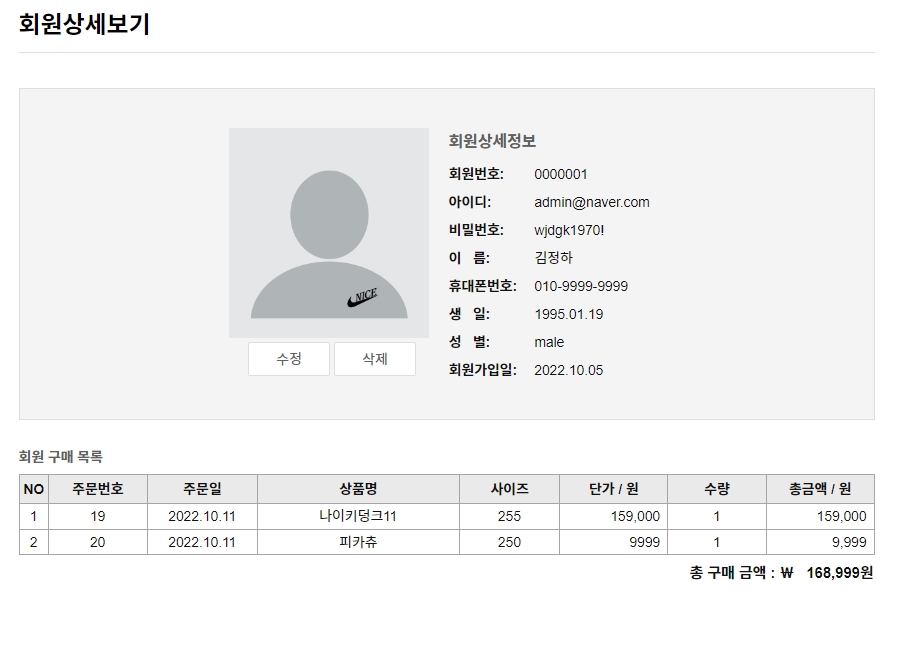 회원상세보기
회원상세정보
회원번호: 0000001
아이디: admin@naver.com
비밀번호: wjdgk1970!
이 름: 김정하
휴대폰번호: 010-9999-9999
생 일: 1995.01.19
성 별: male
회원가입일: 2022.10.05
NICE
수정 삭제
회원 구매 목록
NO 주문번호 주문일 상품명 사이즈 단가 / 원 수량 총금액 / 원
1 19 2022.10.11 나이키덩크11 255 159,000 1 159,000
2 20 2022.10.11 피카츄 250 9999 1 9,999
총 구매 금액 : ₩ 168,999원